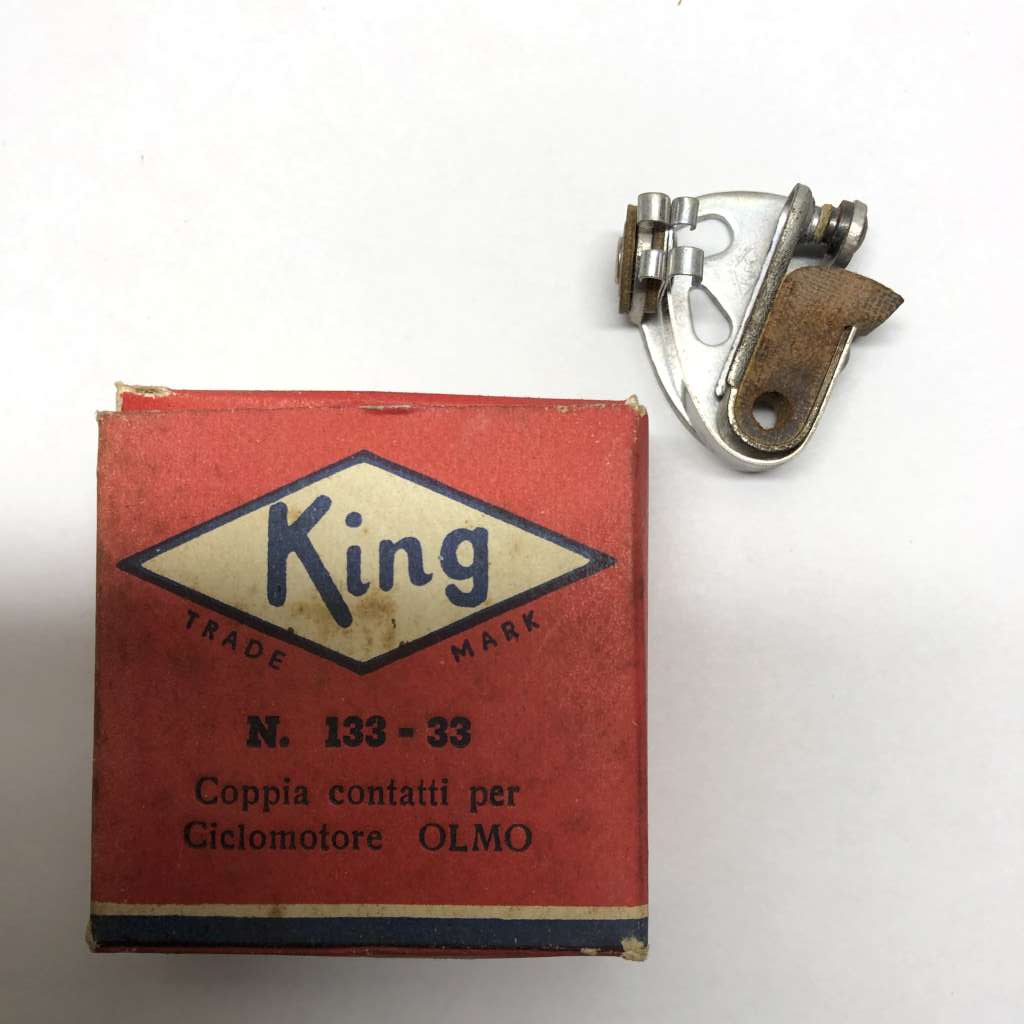 King
TRADE MARK
N. 133 - 33
Coppia contatti per
Ciclomotore OLMO